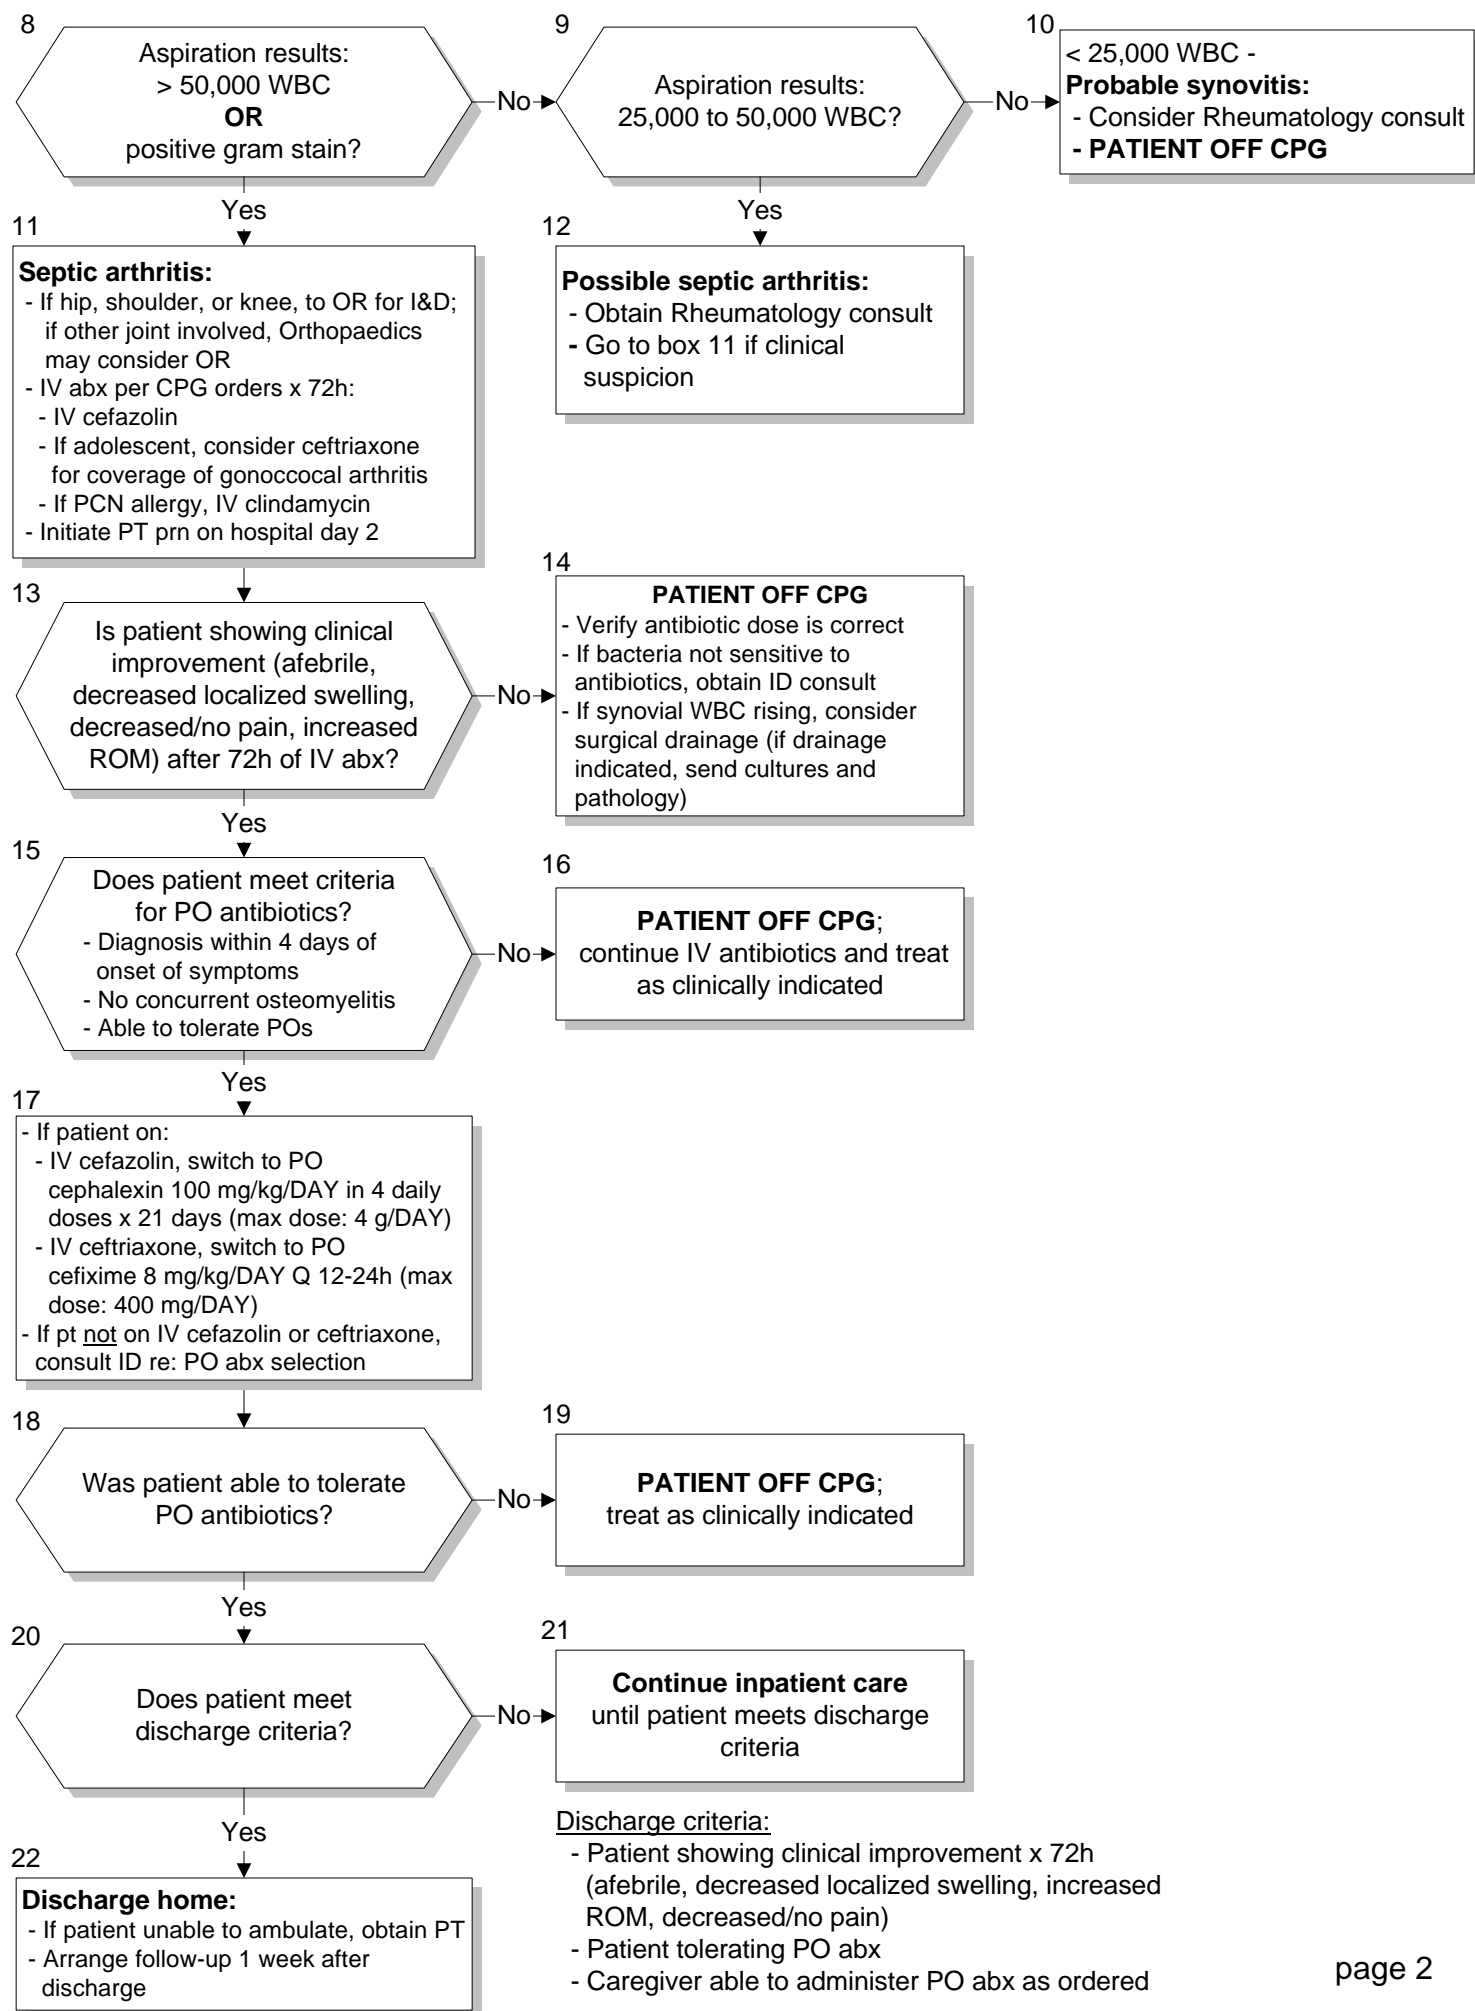 8
Aspiration results:
> 50,000 WBC
OR
positive gram stain?
No
9
Aspiration results:
25,000 to 50,000 WBC?
No
10
< 25,000 WBC -
Probable synovitis:
- Consider Rheumatology consult
- PATIENT OFF CPG
Yes
Yes
11
Septic arthritis:
- If hip, shoulder, or knee, to OR for I&D;
if other joint involved, Orthopaedics
may consider OR
- IV abx per CPG orders x 72h:
- IV cefazolin
- If adolescent, consider ceftriaxone
for coverage of gonoccocal arthritis
- If PCN allergy, IV clindamycin
- Initiate PT prn on hospital day 2
12
Possible septic arthritis:
- Obtain Rheumatology consult
- Go to box 11 if clinical
suspicion
13
Is patient showing clinical
improvement (afebrile,
decreased localized swelling,
decreased/no pain, increased
ROM) after 72h of IV abx?
No
14
PATIENT OFF CPG
- Verify antibiotic dose is correct
- If bacteria not sensitive to
antibiotics, obtain ID consult
- If synovial WBC rising, consider
surgical drainage (if drainage
indicated, send cultures and
pathology)
Yes
15
Does patient meet criteria
for PO antibiotics?
- Diagnosis within 4 days of
onset of symptoms
- No concurrent osteomyelitis
- Able to tolerate POs
No
16
PATIENT OFF CPG;
continue IV antibiotics and treat
as clinically indicated
Yes
17
- If patient on:
- IV cefazolin, switch to PO
cephalexin 100 mg/kg/DAY in 4 daily
doses x 21 days (max dose: 4 g/DAY)
- IV ceftriaxone, switch to PO
cefixime 8 mg/kg/DAY Q 12-24h (max
dose: 400 mg/DAY)
- If pt not on IV cefazolin or ceftriaxone,
consult ID re: PO abx selection
18
Was patient able to tolerate
PO antibiotics?
No
19
PATIENT OFF CPG;
treat as clinically indicated
Yes
20
Does patient meet
discharge criteria?
No
21
Continue inpatient care
until patient meets discharge
criteria
Yes
22
Discharge home:
- If patient unable to ambulate, obtain PT
- Arrange follow-up 1 week after
discharge
Discharge criteria:
- Patient showing clinical improvement x 72h
(afebrile, decreased localized swelling, increased
ROM, decreased/no pain)
- Patient tolerating PO abx
- Caregiver able to administer PO abx as ordered
page 2